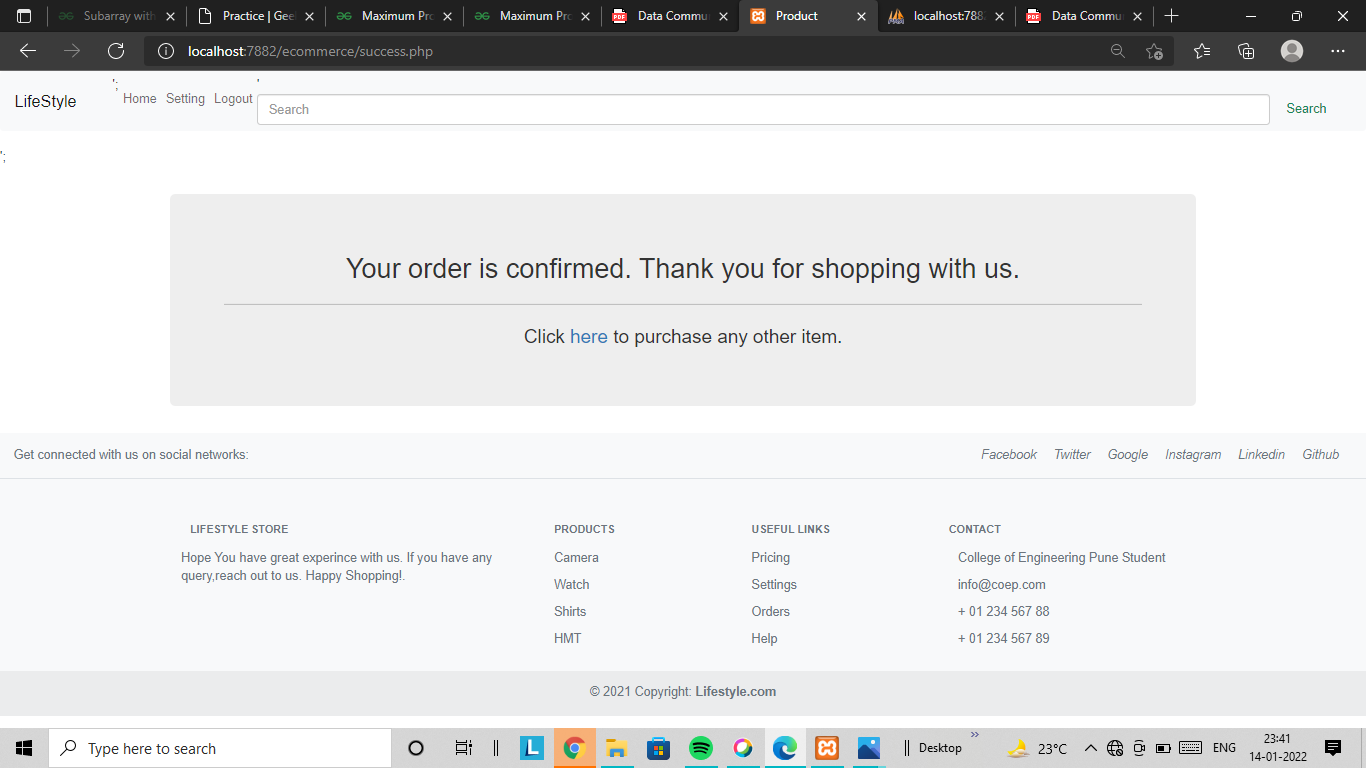 Subarray with
Practice | Gee
Maximum Pro
Maximum Pro
Data Commu
Product
localhost:788
Data Commu
localhost:7882/ecommerce/success.php
LifeStyle
';
Home
Setting
Logout
'
Search
Search
';
Your order is confirmed. Thank you for shopping with us.
Click here to purchase any other item.
Get connected with us on social networks:
Facebook Twitter Google Instagram Linkedin Github
LIFESTYLE STORE
Hope You have great experince with us. If you have any
query,reach out to us. Happy Shopping!.
PRODUCTS
Camera
Watch
Shirts
HMT
USEFUL LINKS
Pricing
Settings
Orders
Help
CONTACT
College of Engineering Pune Student
info@coep.com
+ 01 234 567 88
+ 01 234 567 89
© 2021 Copyright: Lifestyle.com
Type here to search
L
Desktop
23°C
ENG
23:41
14-01-2022